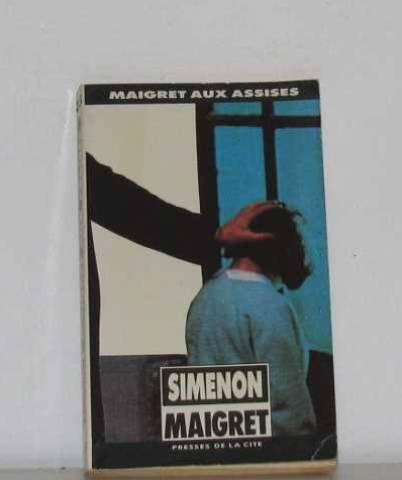 MAIGRET AUX ASSISES
SIMENON
MAIGRET
PRESSES DE LA CITE